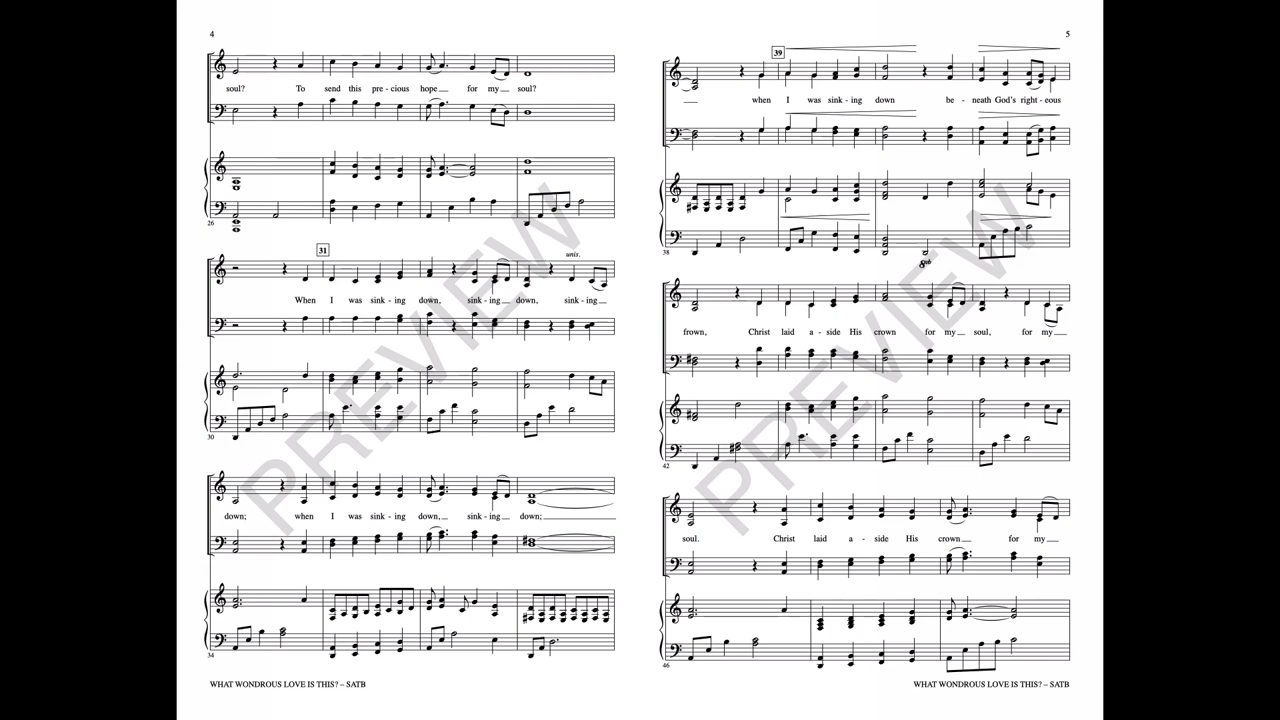 4
soul? To send this pre - cious hope for my soul?
26
31
unis.
When I was sink - ing down, sink - ing down, sink - ing
30
down; when I was sink - ing down, sink - ing down;
34
WHAT WONDROUS LOVE IS THIS? – SATB
PREVIEW
5
39
when I was sink - ing down be - neath God's right - eous
38
8vb
frown, Christ laid a - side His crown for my soul, for my
42
soul. Christ laid a - side His crown for my
46
WHAT WONDROUS LOVE IS THIS? – SATB
PREVIEW